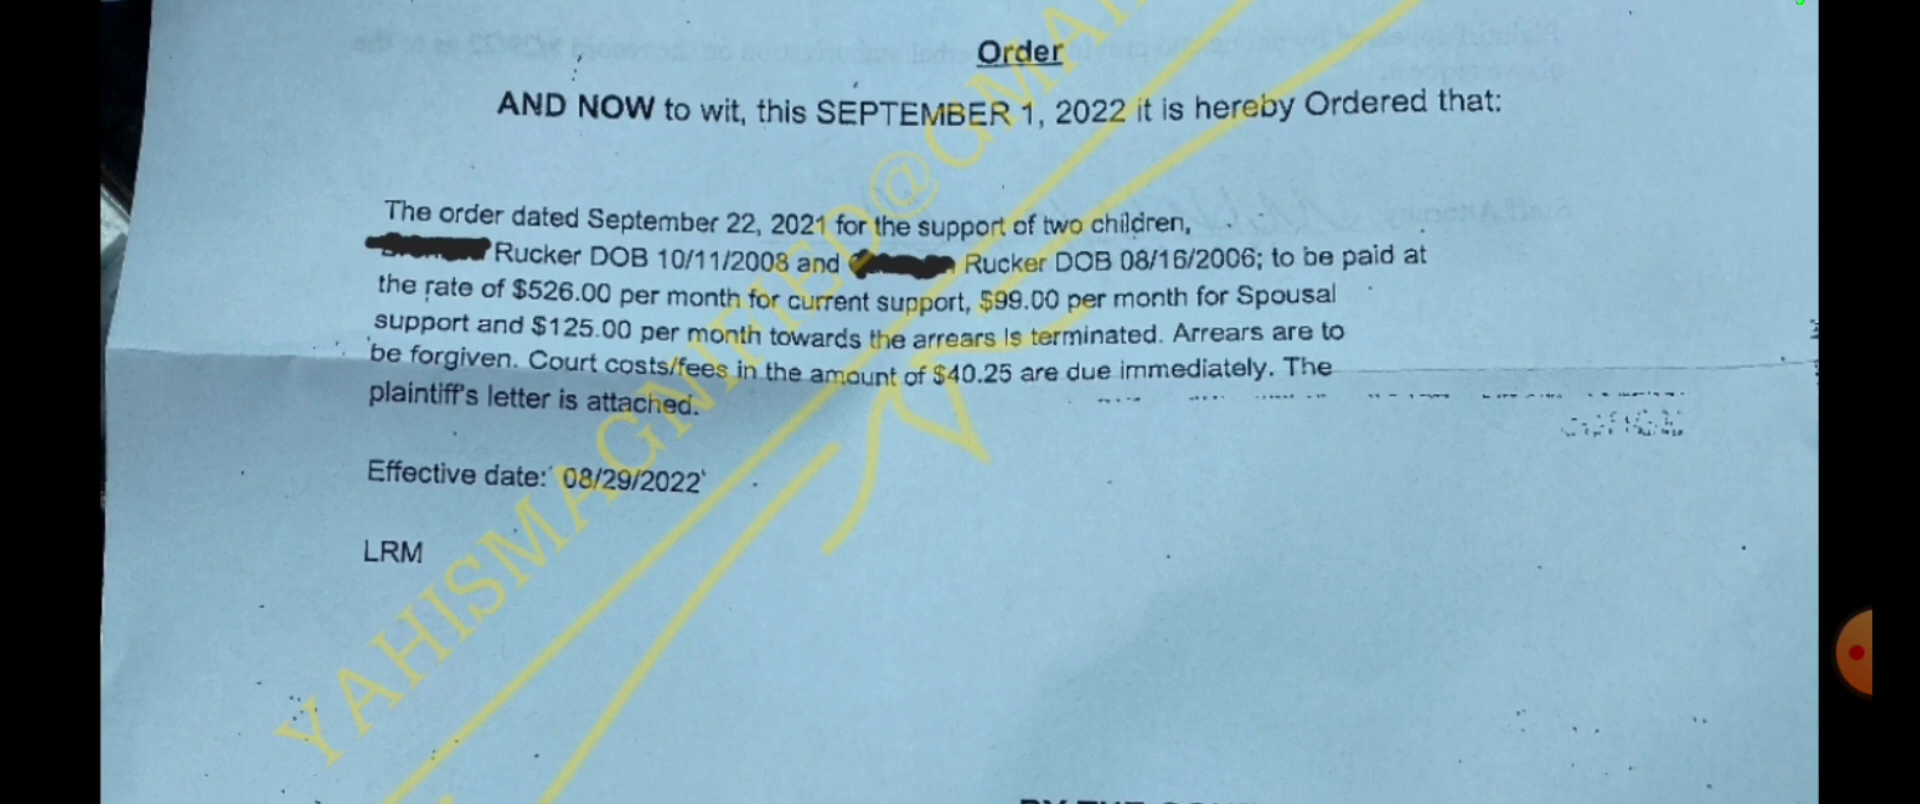 Order
AND NOW to wit, this SEPTEMBER 1, 2022 it is hereby Ordered that:
The order dated September 22, 2021 for the support of two children,
Rucker DOB 10/11/2008 and Rucker DOB 08/16/2006; to be paid at
the rate of $526.00 per month for current support, $99.00 per month for Spousal
support and $125.00 per month towards the arrears Is terminated. Arrears are to
be forgiven. Court costs/fees in the amount of $40.25 are due immediately. The
plaintiff's letter is attached.
Effective date: 08/29/2022
LRM
YAHISMAGNIFIED@GMAI